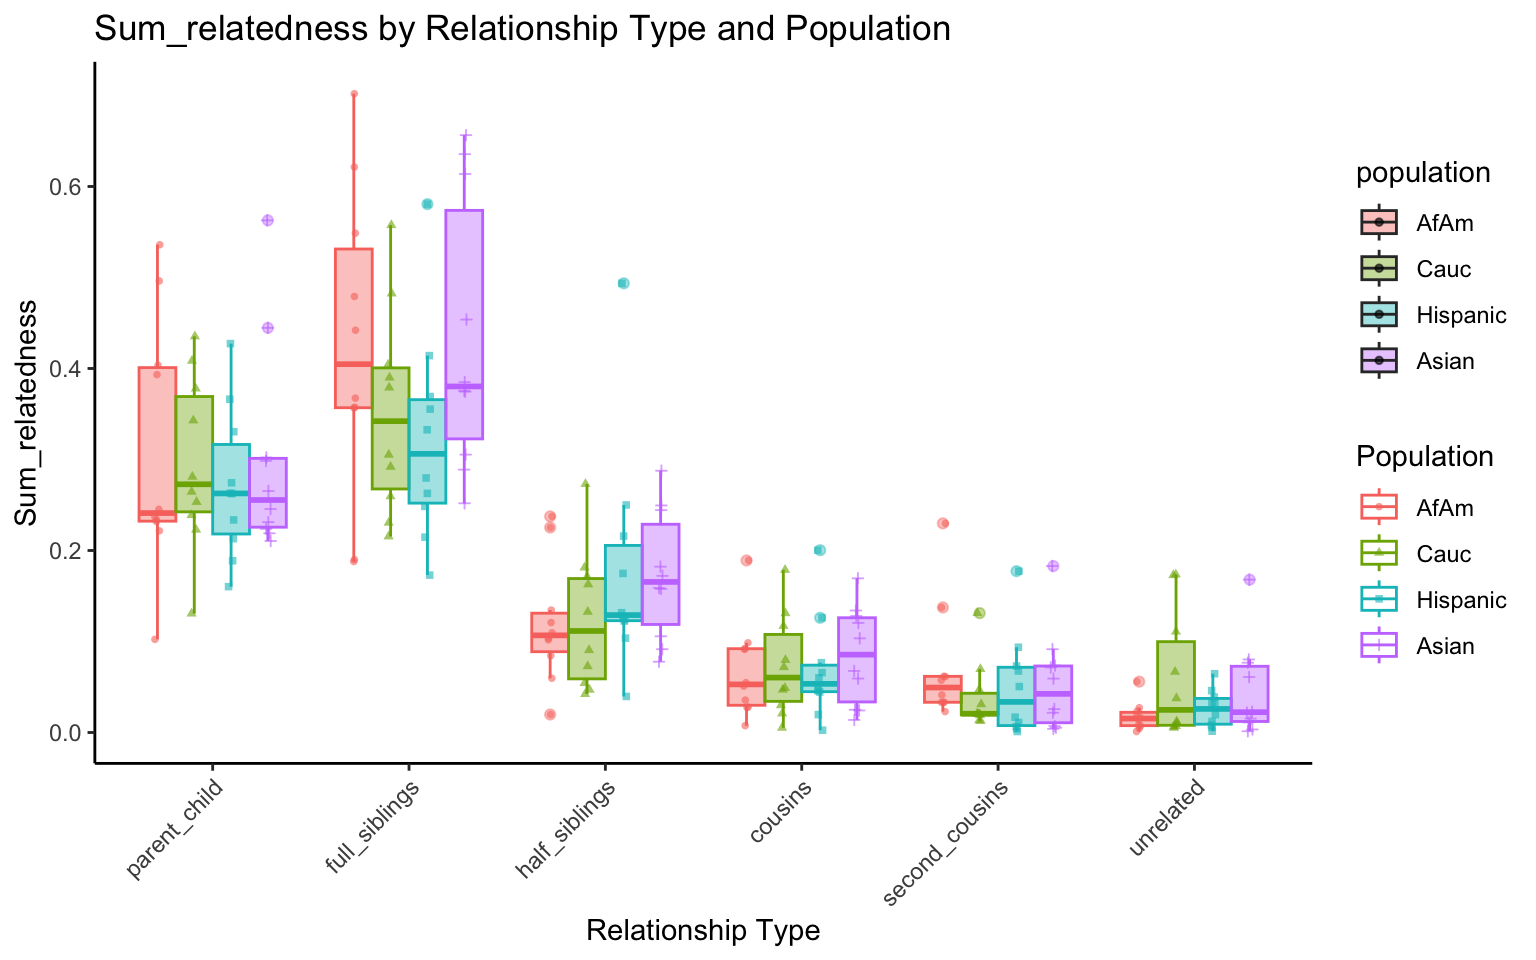 Sum_relatedness by Relationship Type and Population
Sum_relatedness
0.6
0.4
0.2
0.0
parent_child
full_siblings
half_siblings
cousins
second_cousins
unrelated
Relationship Type
population
AfAm
Cauc
Hispanic
Asian
Population
AfAm
Cauc
Hispanic
Asian